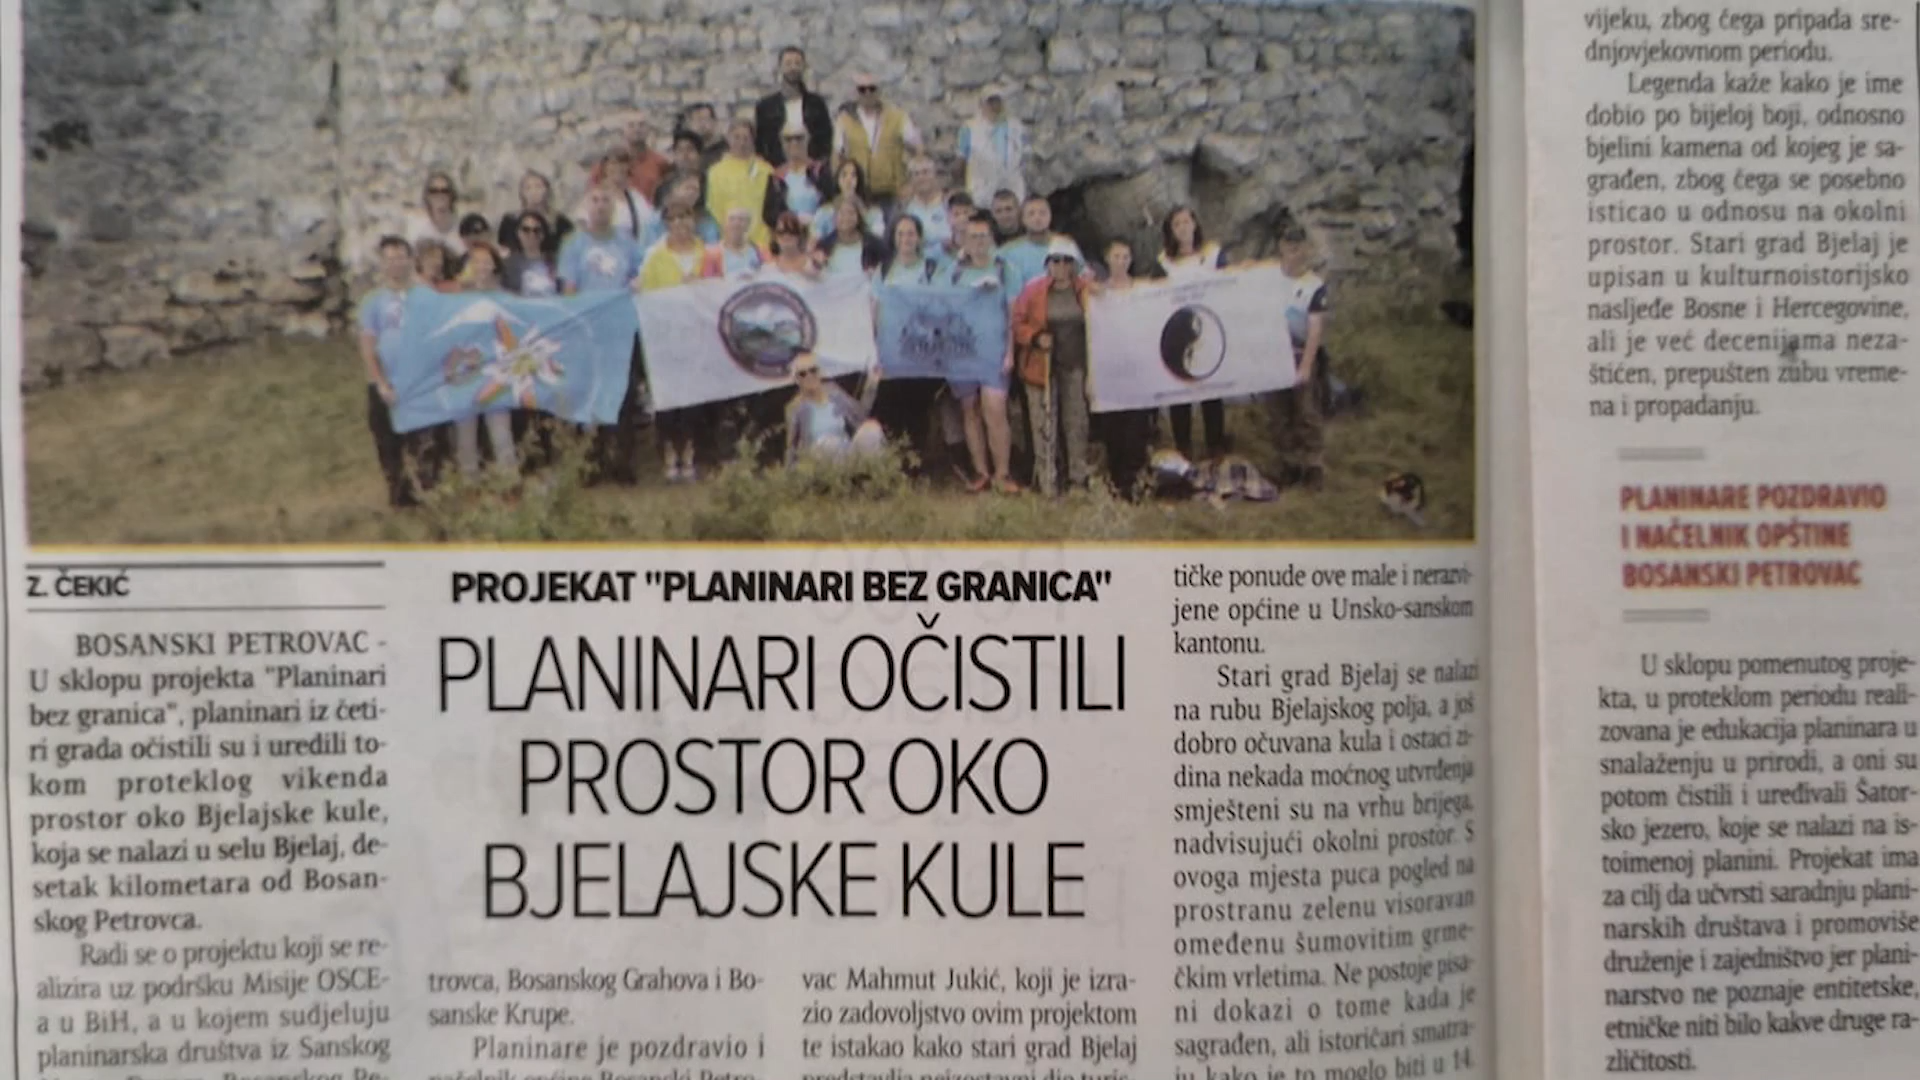 Z. ČEKIĆ
PROJEKAT "PLANINARI BEZ GRANICA"
PLANINARI OČISTILI
PROSTOR OKO
BJELAJSKE KULE
BOSANSKI PETROVAC -
U sklopu projekta "Planinari
bez granica", planinari iz četi-
ri grada očistili su i uredili to-
kom proteklog vikenda
prostor oko Bjelajske kule,
koja se nalazi u selu Bjelaj, de-
setak kilometara od Bosan-
skog Petrovca.
Radi se o projektu koji se re-
alizira uz podršku Misije OSCE-
a u BiH, a u kojem sudjeluju
planinarska društva iz Sanskog
trovca, Bosanskog Grahova i Bo-
sanske Krupe.
Planinare je pozdravio i
vac Mahmut Jukić, koji je izra-
zio zadovoljstvo ovim projektom
te istakao kako stari grad Bjelaj
tičke ponude ove male i nerazvi-
jene općine u Unsko-sanskom
kantonu.
Stari grad Bjelaj se nalazi
na rubu Bjelajskog polja, a još
dobro očuvana kula i ostaci zi-
dina nekada moćnog utvrđenja
smješteni su na vrhu brijega,
nadvisujući okolni prostor. S
ovoga mjesta puca pogled na
prostranu zelenu visoravan
omeđenu šumovitim grme-
čkim vrletima. Ne postoje pisa-
ni dokazi o tome kada je
sagrađen, ali istoričari smatra-
ju kako je to moglo biti u 14.
vijeku, zbog čega pripada sre-
dnjovjekovnom periodu.
Legenda kaže kako je ime
dobio po bijeloj boji, odnosno
bjelini kamena od kojeg je sa-
građen, zbog čega se posebno
isticao u odnosu na okolni
prostor. Stari grad Bjelaj je
upisan u kulturnoistorijsko
nasljeđe Bosne i Hercegovine,
ali je već decenijama neza-
štićen, prepušten zubu vreme-
na i propadanju.
PLANINARE POZDRAVIO
I NAČELNIK OPŠTINE
BOSANSKI PETROVAC
U sklopu pomenutog proje-
kta, u proteklom periodu reali-
zovana je edukacija planinara u
snalaženju u prirodi, a oni su
potom čistili i uređivali Šator-
sko jezero, koje se nalazi na is-
toimenoj planini. Projekat ima
za cilj da učvrsti saradnju plani-
narskih društava i promoviše
druženje i zajedništvo jer plani-
narstvo ne poznaje entitetske,
etničke niti bilo kakve druge ra-
zličitosti.